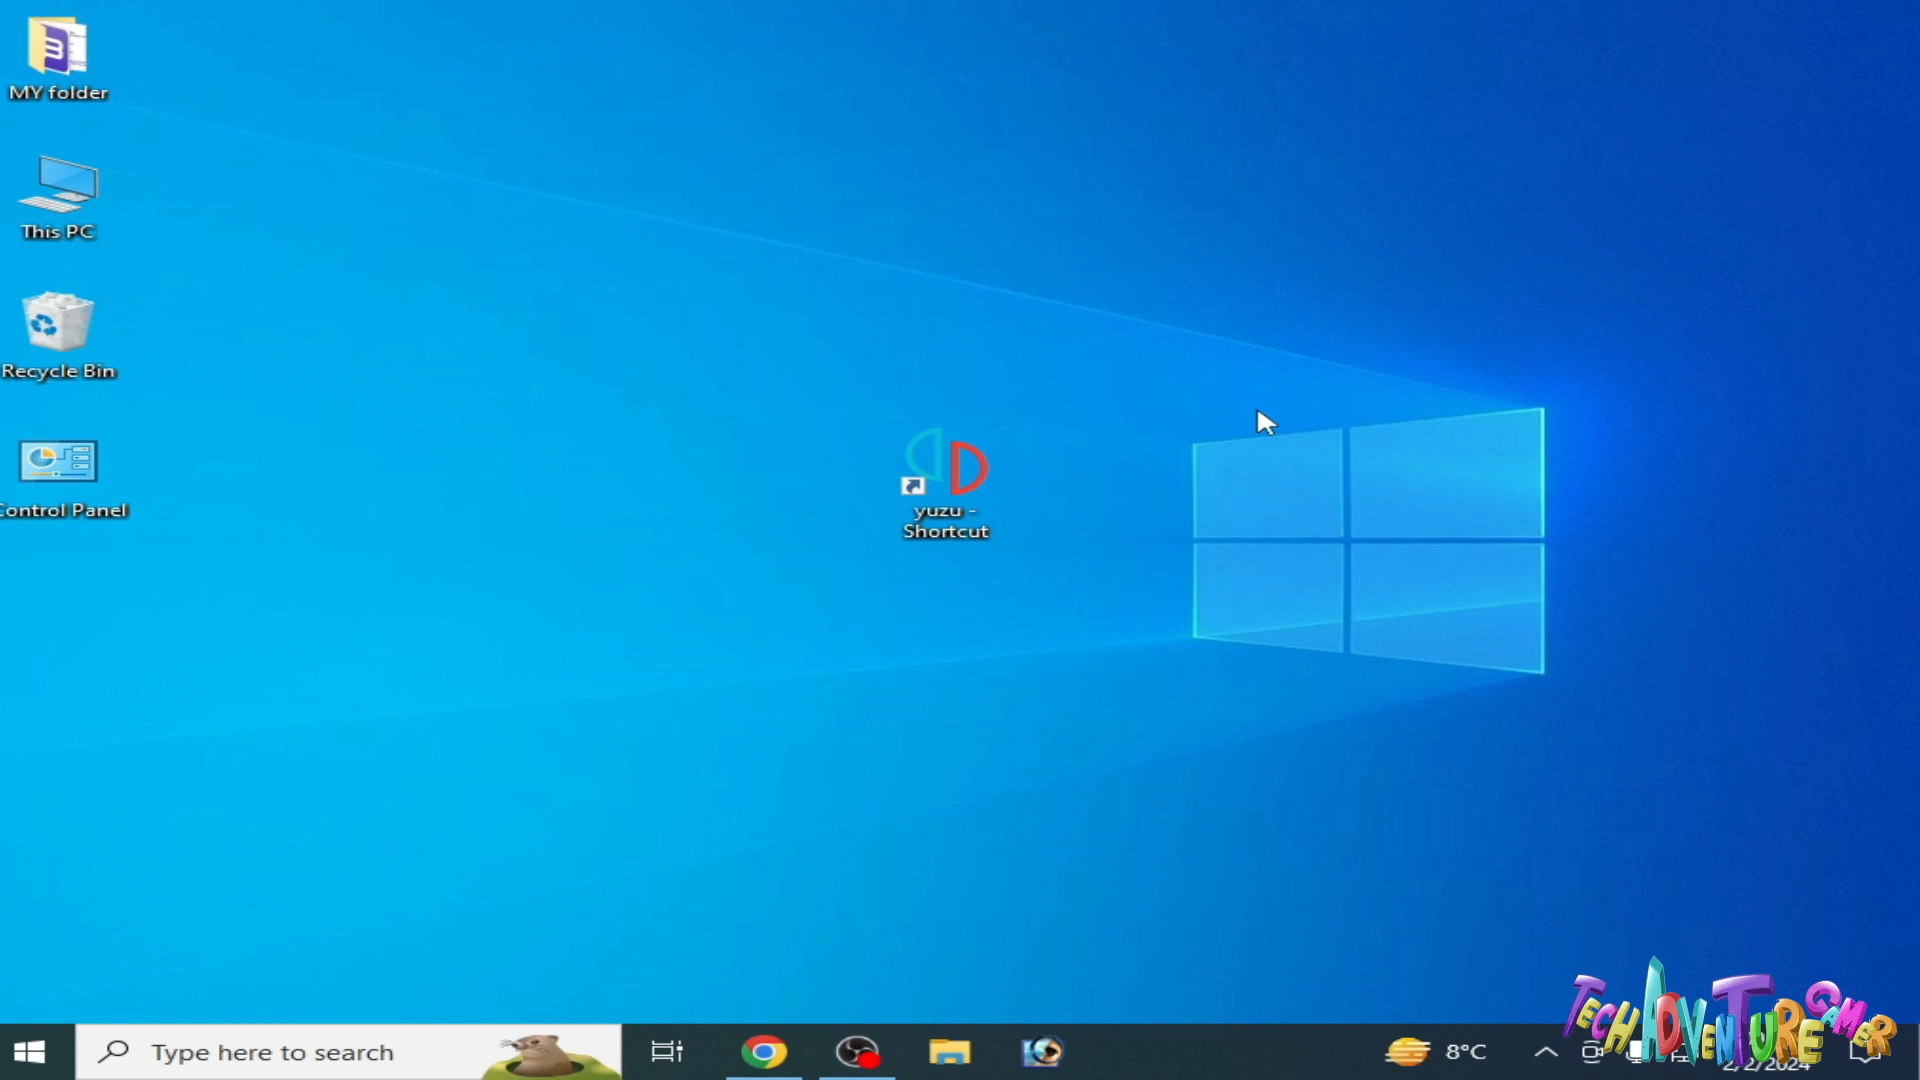 MY folder
This PC
Recycle Bin
Control Panel
yuzu -
Shortcut
Type here to search
8°C
2/2/2024
TECH ADVENTURE GAMER